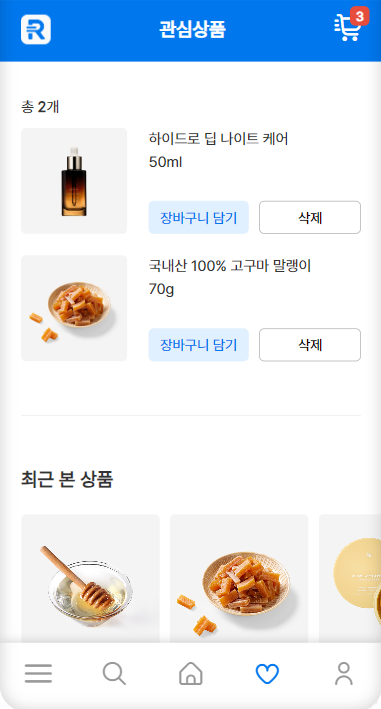 R
관심상품
3
총 2개
하이드로 딥 나이트 케어
50ml
장바구니 담기
삭제
국내산 100% 고구마 말랭이
70g
장바구니 담기
삭제
최근 본 상품